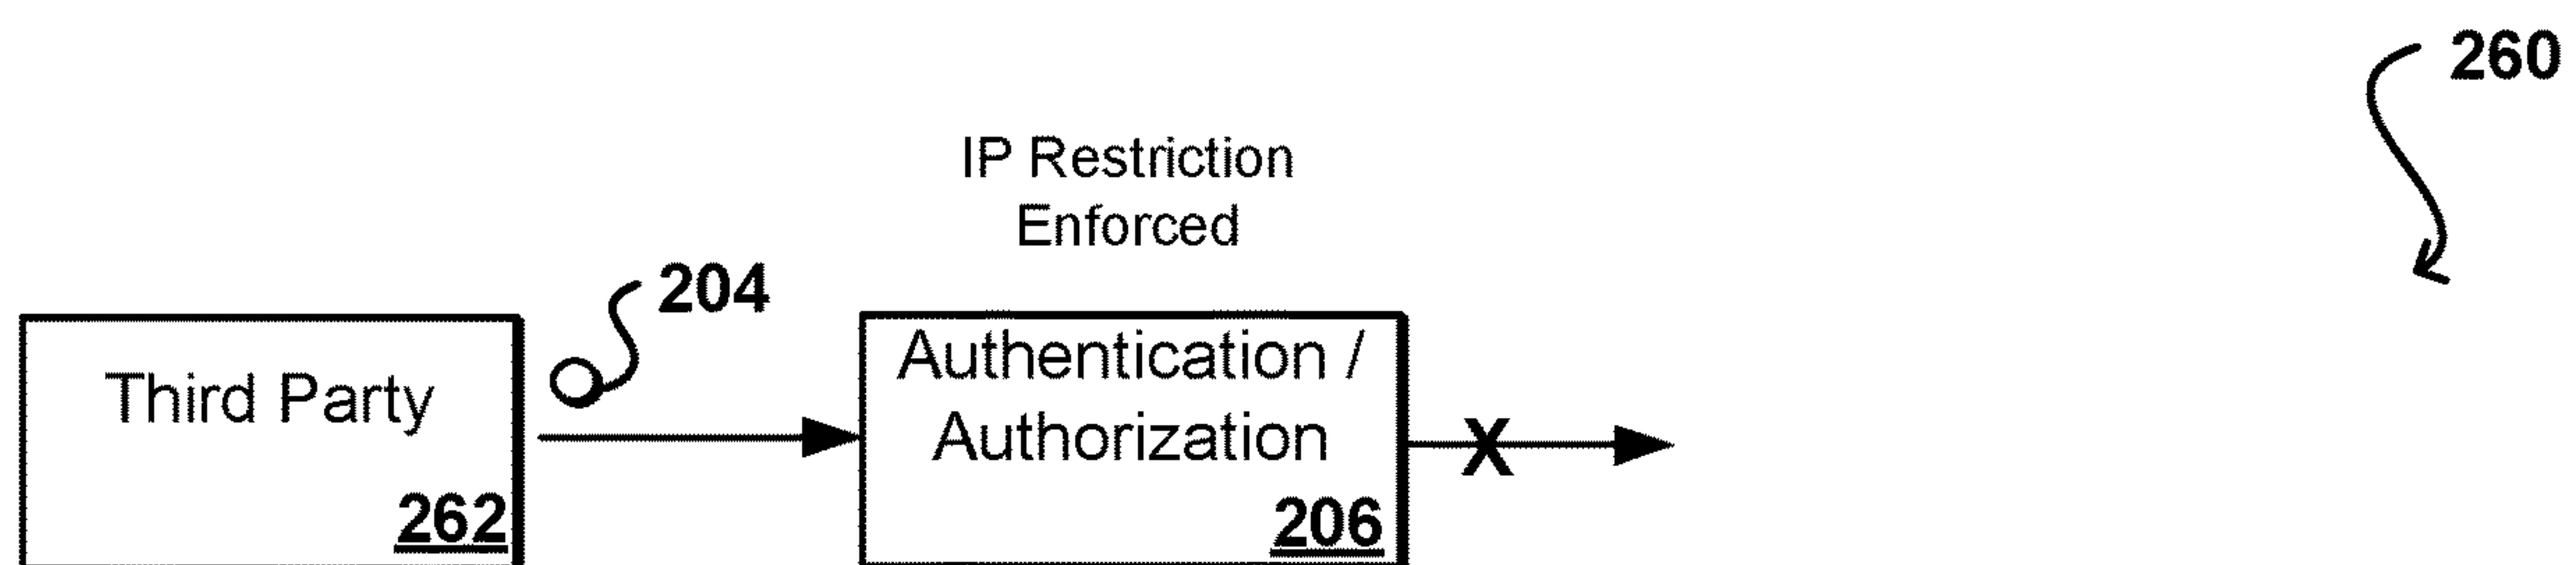 260
IP Restriction
Enforced
204
Third Party
262
Authentication /
Authorization
206
X